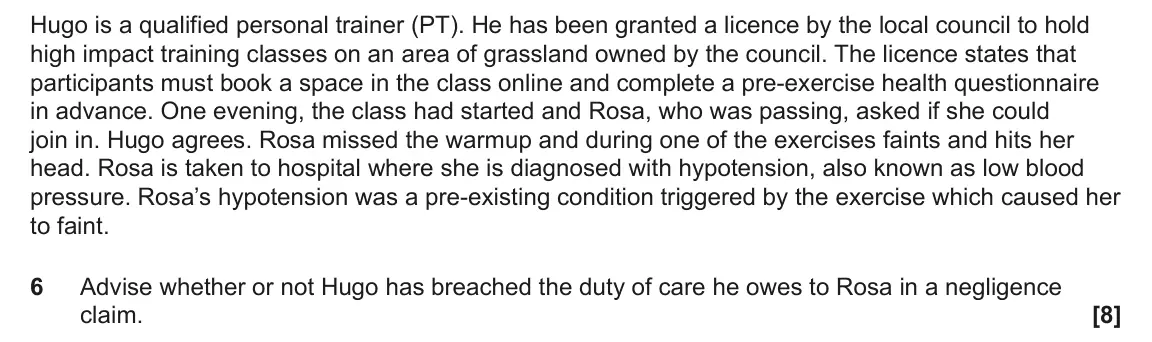 Hugo is a qualified personal trainer (PT). He has been granted a licence by the local council to hold
high impact training classes on an area of grassland owned by the council. The licence states that
participants must book a space in the class online and complete a pre-exercise health questionnaire
in advance. One evening, the class had started and Rosa, who was passing, asked if she could
join in. Hugo agrees. Rosa missed the warmup and during one of the exercises faints and hits her
head. Rosa is taken to hospital where she is diagnosed with hypotension, also known as low blood
pressure. Rosa’s hypotension was a pre-existing condition triggered by the exercise which caused her
to faint.
6 Advise whether or not Hugo has breached the duty of care he owes to Rosa in a negligence
claim. [8]